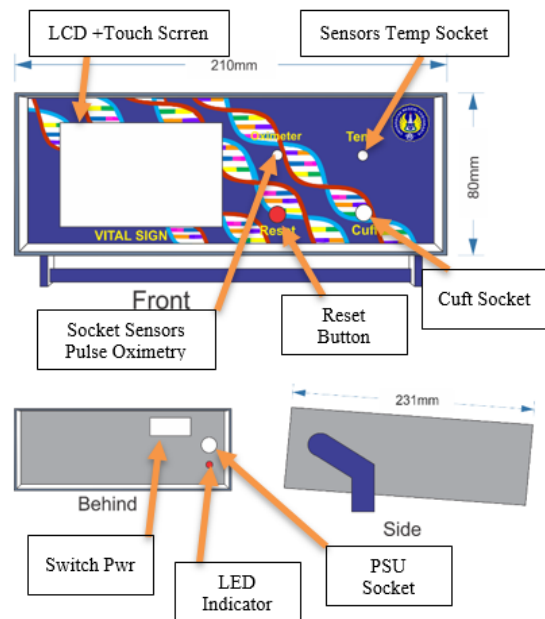 LCD +Touch Scrren
Sensors Temp Socket
210mm
Oximeter
Tem
80mm
VITAL SIGN
Reset
Cuff
Front
Cuft Socket
Socket Sensors
Pulse Oximetry
Reset
Button
231mm
Behind
Side
Switch Pwr
LED
Indicator
PSU
Socket